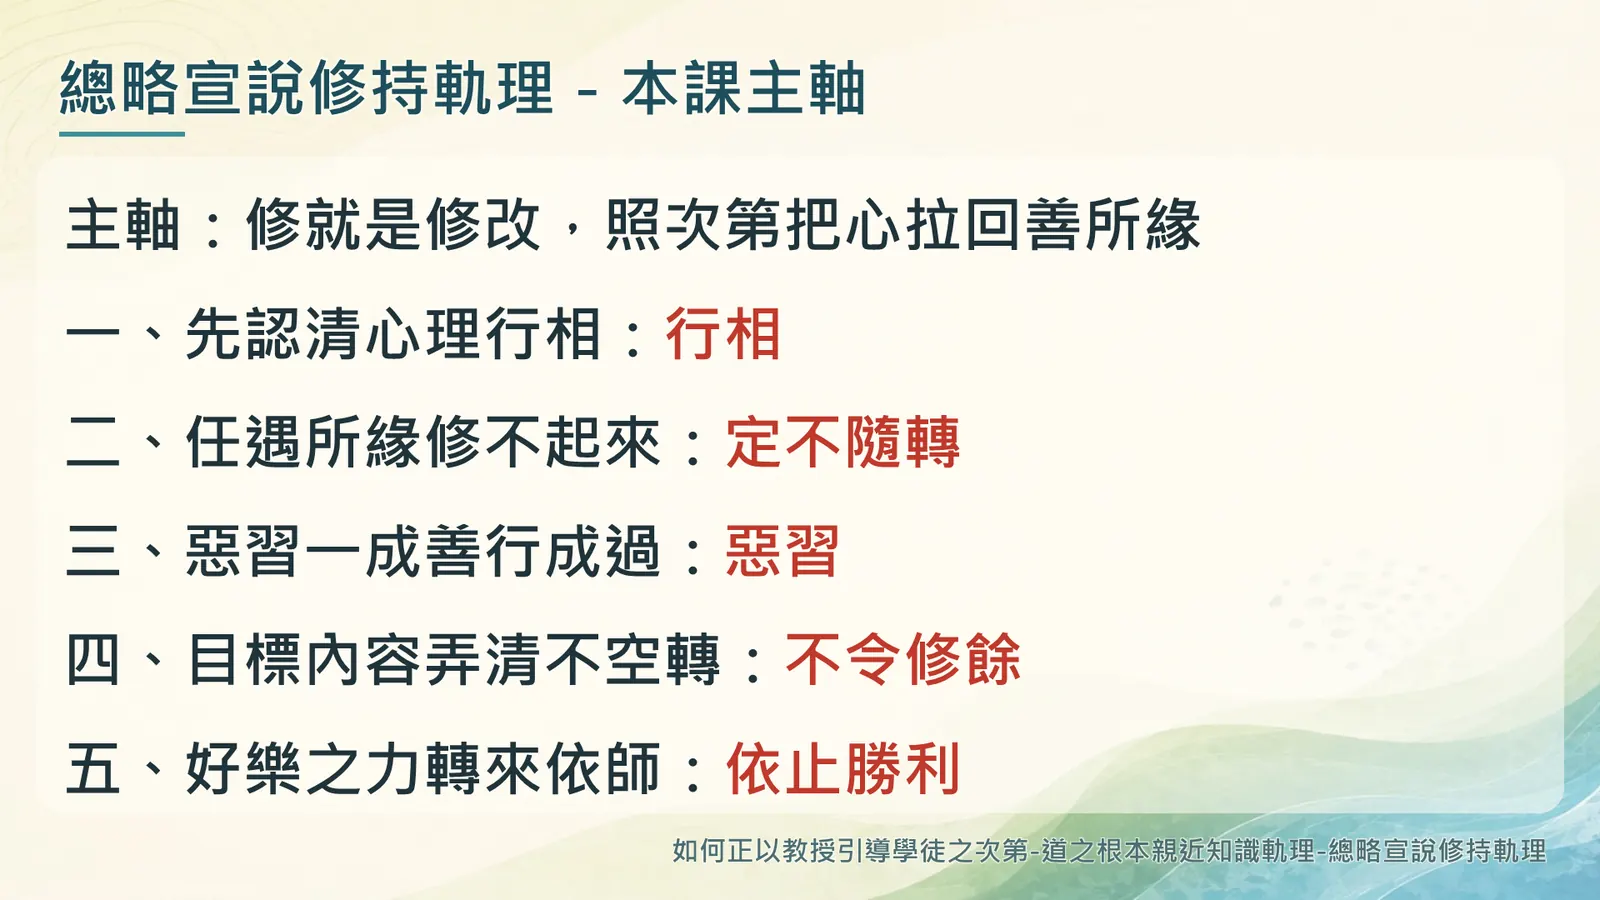 總略宣說修持軌理 - 本課主軸
主軸：修就是修改，照次第把心拉回善所緣
一、先認清心理行相：行相
二、任遇所緣修不起來：定不隨轉
三、惡習一成善行成過：惡習
四、目標內容弄清不空轉：不令修餘
五、好樂之力轉來依師：依止勝利
如何正以教授引導學徒之次第-道之根本親近知識軌理-總略宣說修持軌理